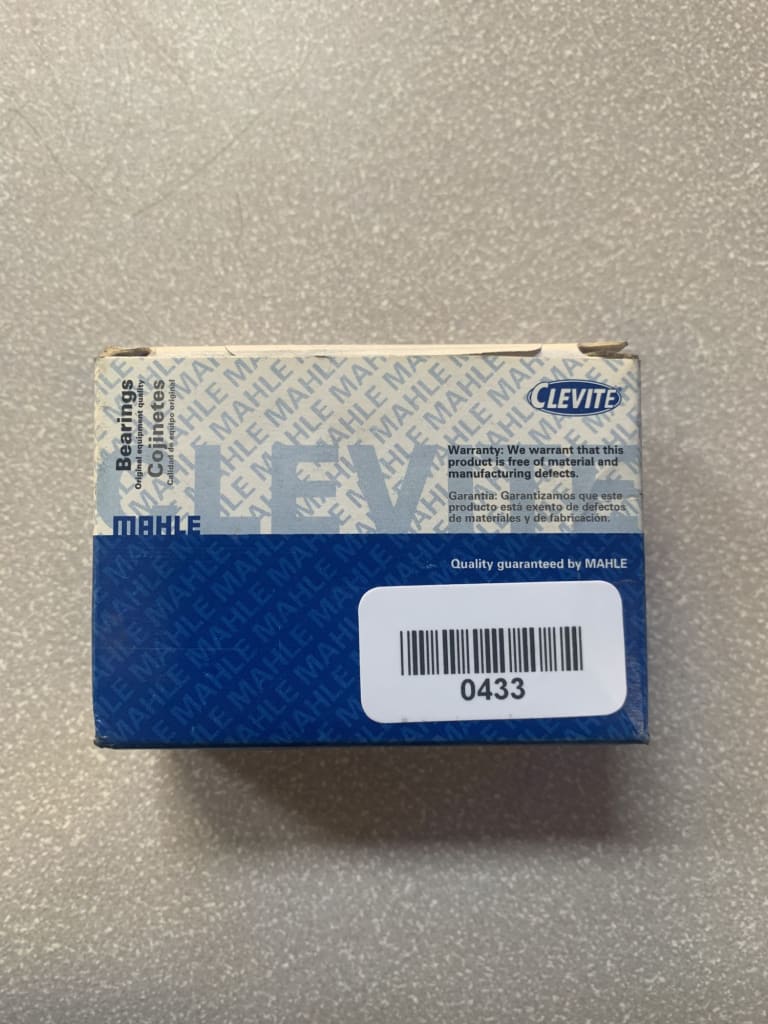 Bearings
Original equipment quality
Cojinetes
Calidad de equipo original
MAHLE
CLEVITE
CLEVITE
Warranty: We warrant that this
product is free of material and
manufacturing defects.
Garantía: Garantizamos que este
producto está exento de defectos
de materiales y de fabricación.
Quality guaranteed by MAHLE
0433